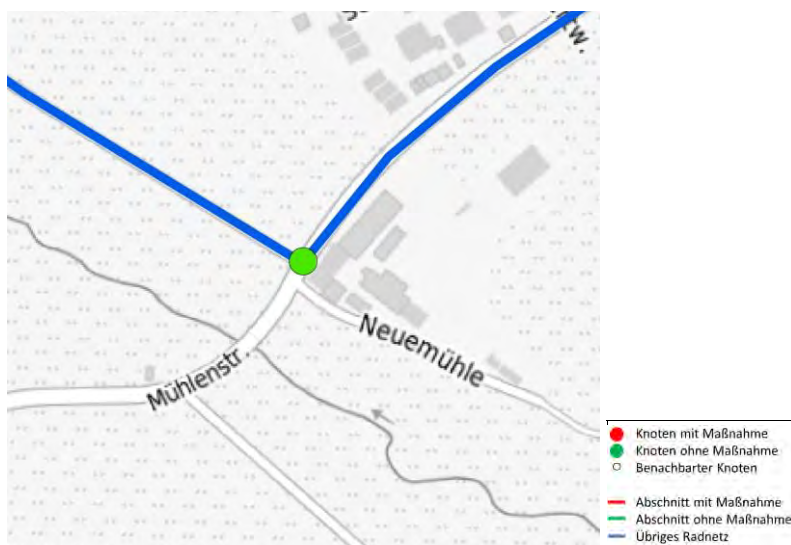 Neuemühle
Mühlenstr.
Knoten mit Maßnahme
Knoten ohne Maßnahme
Benachbarter Knoten
Abschnitt mit Maßnahme
Abschnitt ohne Maßnahme
Übriges Radnetz